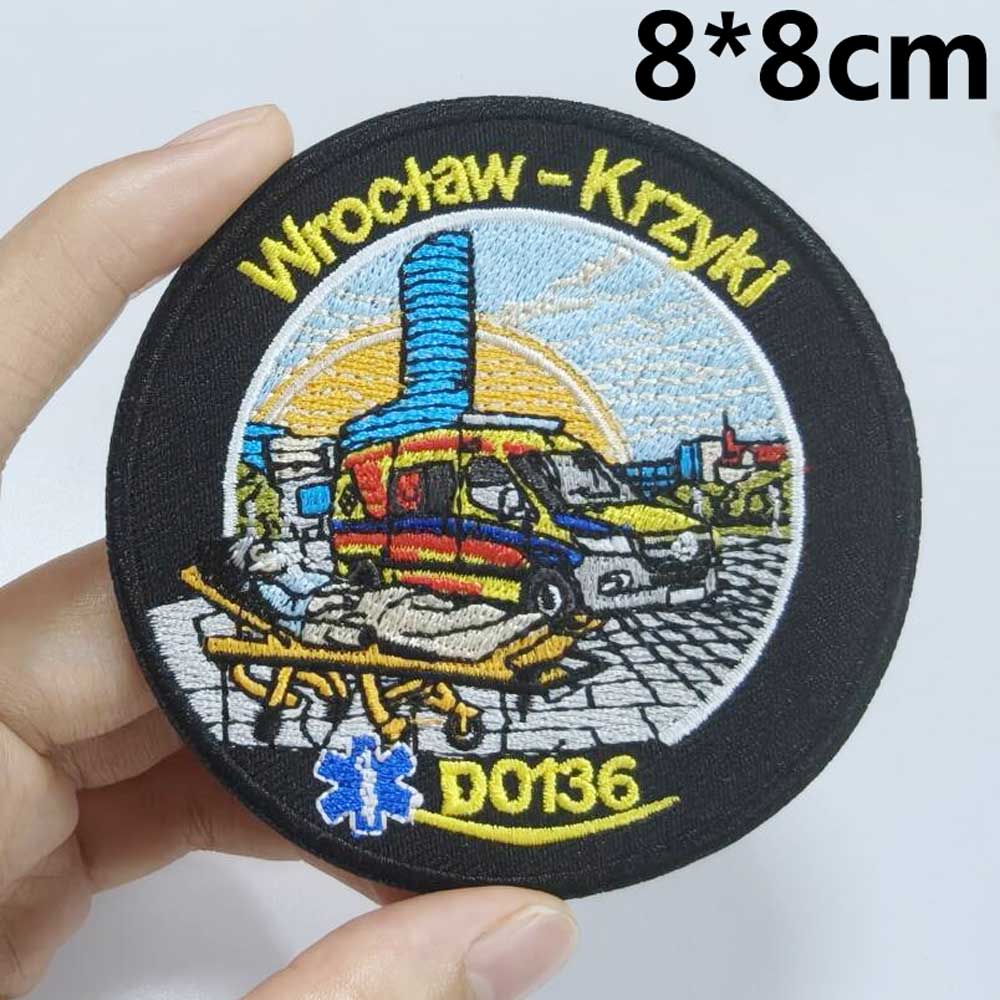 8*8cm
Wrocław - Krzyki
D0136